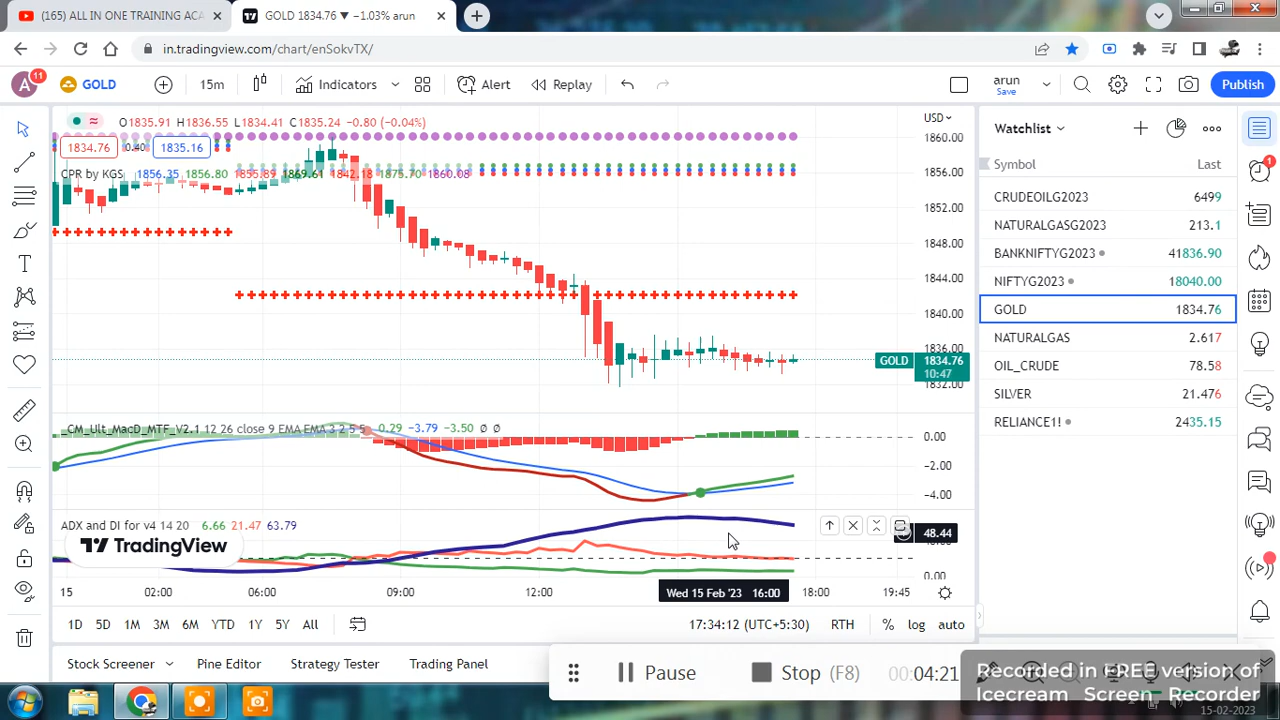 (165) ALL IN ONE TRAINING ACA
GOLD 1834.76 ▼ −1.03% arun
in.tradingview.com/chart/enSokvTX/
A 11
GOLD
15m
Indicators
Alert
Replay
arun
Save
Publish
O1835.91 H1836.55 L1834.41 C1835.24 −0.80 (−0.04%)
USD
1834.76
0.40
1835.16
CPR by KGS 1856.35 1856.80 1855.89 1869.61 1842.18 1875.70 1860.08
1860.00
1856.00
1852.00
1848.00
1844.00
1840.00
1836.00
GOLD
1834.76
10:47
1832.00
_CM_Ult_MacD_MTF_V2.1 12 26 close 9 EMA EMA 3 2 5 5 0.29 −3.79 −3.50 ∅ ∅
0.00
−2.00
−4.00
ADX and DI for v4 14 20 6.66 21.47 63.79
TradingView
48.44
0.00
15
02:00
06:00
09:00
12:00
Wed 15 Feb '23 16:00
18:00
19:45
1D
5D
1M
3M
6M
YTD
1Y
5Y
All
17:34:12 (UTC+5:30)
RTH
%
log
auto
Stock Screener
Pine Editor
Strategy Tester
Trading Panel
Watchlist
Symbol
Last
CRUDEOILG2023 6499
NATURALGASG2023 213.1
BANKNIFTYG2023 41836.90
NIFTYG2023 18040.00
GOLD 1834.76
NATURALGAS 2.617
OIL_CRUDE 78.58
SILVER 21.476
RELIANCE1! 2435.15
1
Pause
Stop (F8)
00:04:21
Recorded in FREE version of
Icecream Screen Recorder
15-02-2023